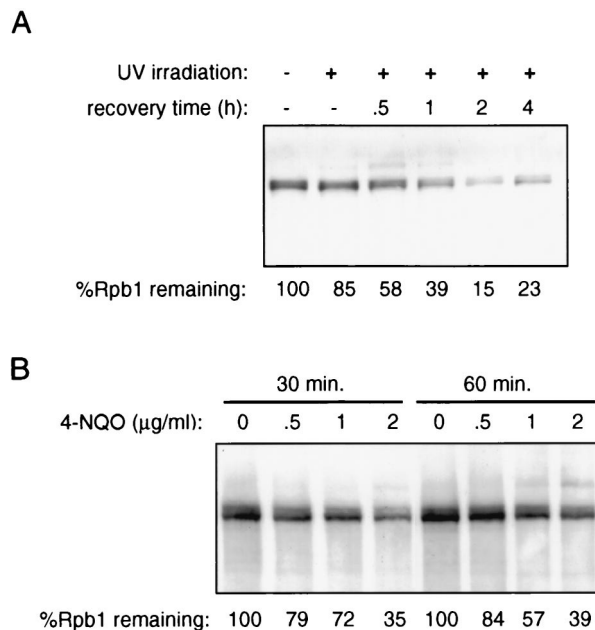 A
UV irradiation: - + + + + +
recovery time (h): - - .5 1 2 4
%Rpb1 remaining: 100 85 58 39 15 23
B
30 min. 60 min.
4-NQO (µg/ml): 0 .5 1 2 0 .5 1 2
%Rpb1 remaining: 100 79 72 35 100 84 57 39